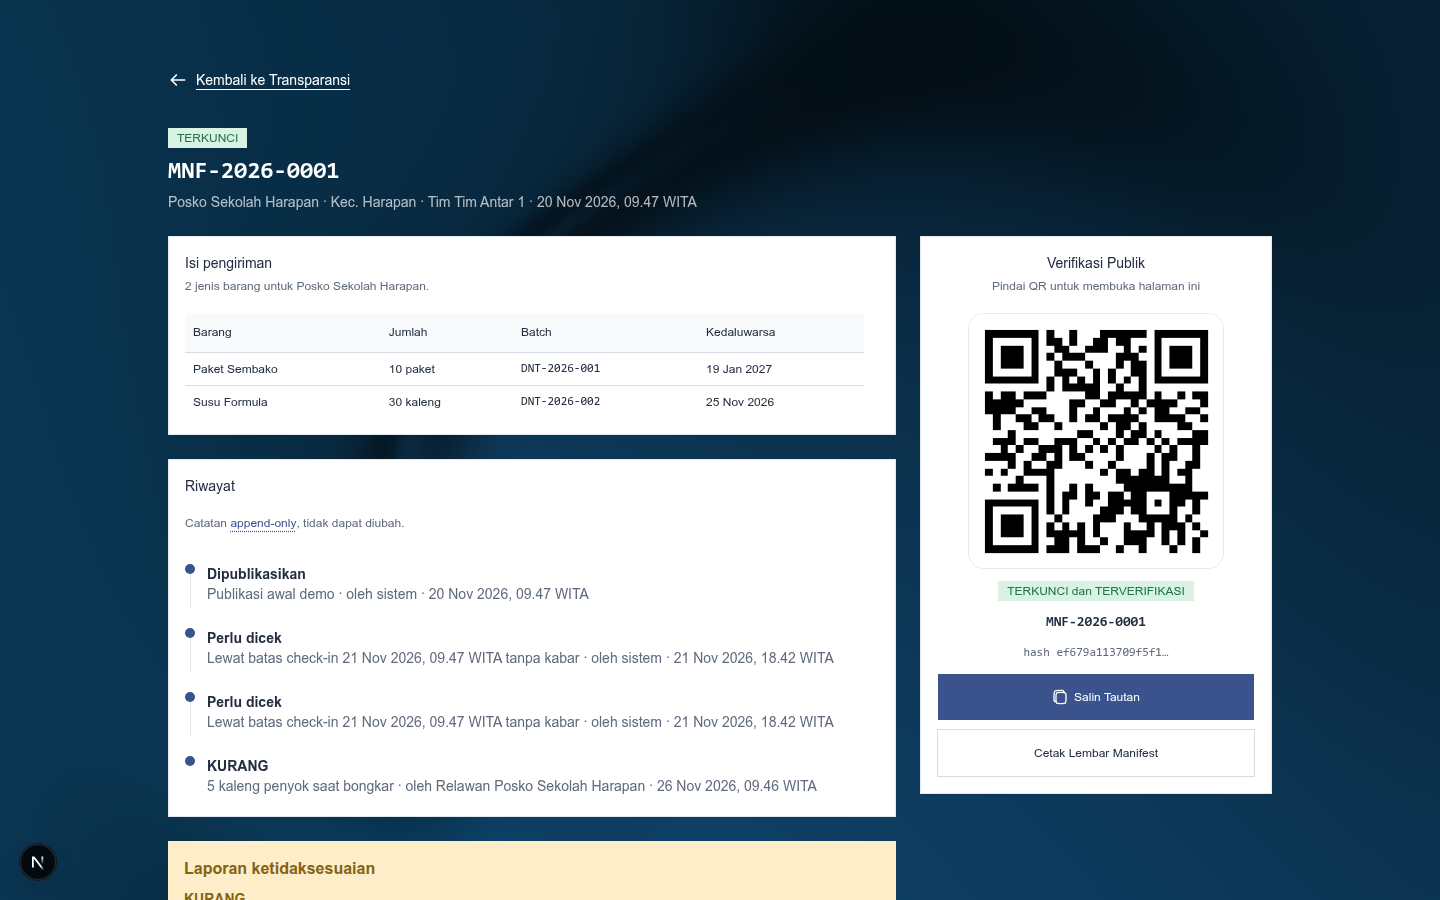 Kembali ke Transparansi
TERKUNCI
MNF-2026-0001
Posko Sekolah Harapan · Kec. Harapan · Tim Tim Antar 1 · 20 Nov 2026, 09.47 WITA
Isi pengiriman
2 jenis barang untuk Posko Sekolah Harapan.
Barang Jumlah Batch Kedaluwarsa
Paket Sembako 10 paket DNT-2026-001 19 Jan 2027
Susu Formula 30 kaleng DNT-2026-002 25 Nov 2026
Riwayat
Catatan append-only, tidak dapat diubah.
Dipublikasikan
Publikasi awal demo · oleh sistem · 20 Nov 2026, 09.47 WITA
Perlu dicek
Lewat batas check-in 21 Nov 2026, 09.47 WITA tanpa kabar · oleh sistem · 21 Nov 2026, 18.42 WITA
Perlu dicek
Lewat batas check-in 21 Nov 2026, 09.47 WITA tanpa kabar · oleh sistem · 21 Nov 2026, 18.42 WITA
KURANG
5 kaleng penyok saat bongkar · oleh Relawan Posko Sekolah Harapan · 26 Nov 2026, 09.46 WITA
Laporan ketidaksesuaian
KURANG
Verifikasi Publik
Pindai QR untuk membuka halaman ini
TERKUNCI dan TERVERIFIKASI
MNF-2026-0001
hash ef679a113709f5f1…
Salin Tautan
Cetak Lembar Manifest
N